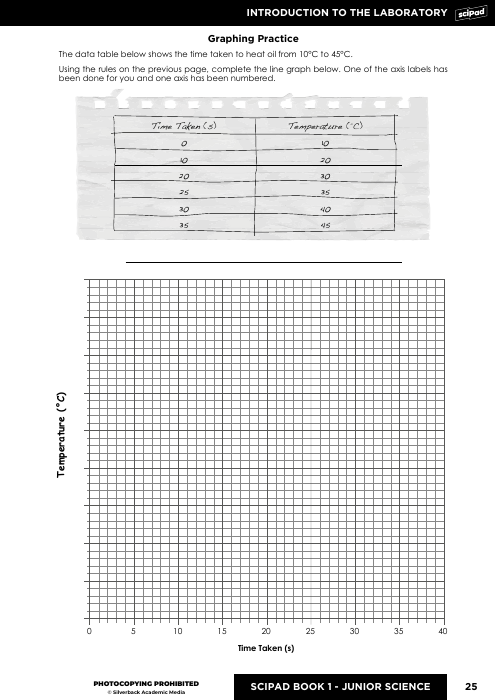 INTRODUCTION TO THE LABORATORY scipad
Graphing Practice
The data table below shows the time taken to heat oil from 10°C to 45°C.
Using the rules on the previous page, complete the line graph below. One of the axis labels has
been done for you and one axis has been numbered.
Time Taken (s) Temperature (°C)
0 10
10 20
20 30
25 35
30 40
35 45
Temperature (°C)
0 5 10 15 20 25 30 35 40
Time Taken (s)
PHOTOCOPYING PROHIBITED
© Silverback Academic Media
SCIPAD BOOK 1 - JUNIOR SCIENCE 25